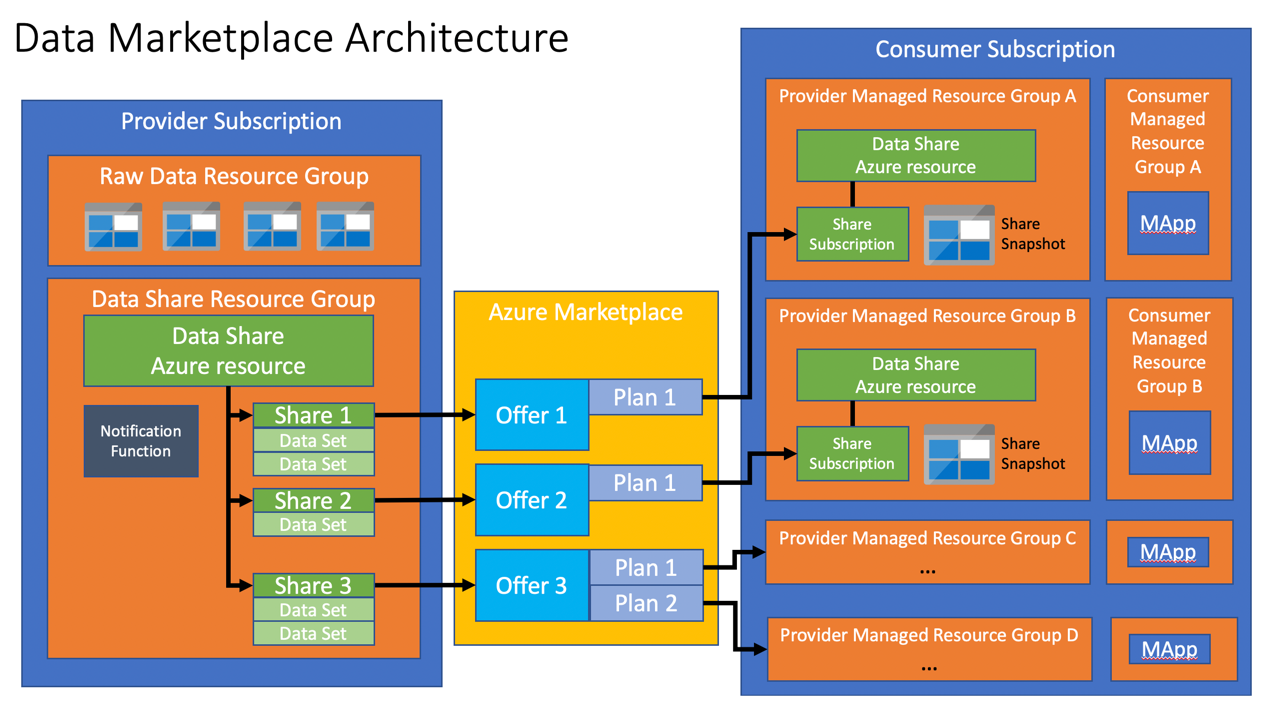 Data Marketplace Architecture
Provider Subscription
Raw Data Resource Group
Data Share Resource Group
Data Share
Azure resource
Notification
Function
Share 1
Data Set
Data Set
Share 2
Data Set
Share 3
Data Set
Data Set
Azure Marketplace
Offer 1
Plan 1
Offer 2
Plan 1
Offer 3
Plan 1
Plan 2
Consumer Subscription
Provider Managed Resource Group A
Data Share
Azure resource
Share
Subscription
Share
Snapshot
Consumer
Managed
Resource
Group A
MApp
Provider Managed Resource Group B
Data Share
Azure resource
Share
Subscription
Share
Snapshot
Consumer
Managed
Resource
Group B
MApp
Provider Managed Resource Group C
...
MApp
Provider Managed Resource Group D
...
MApp